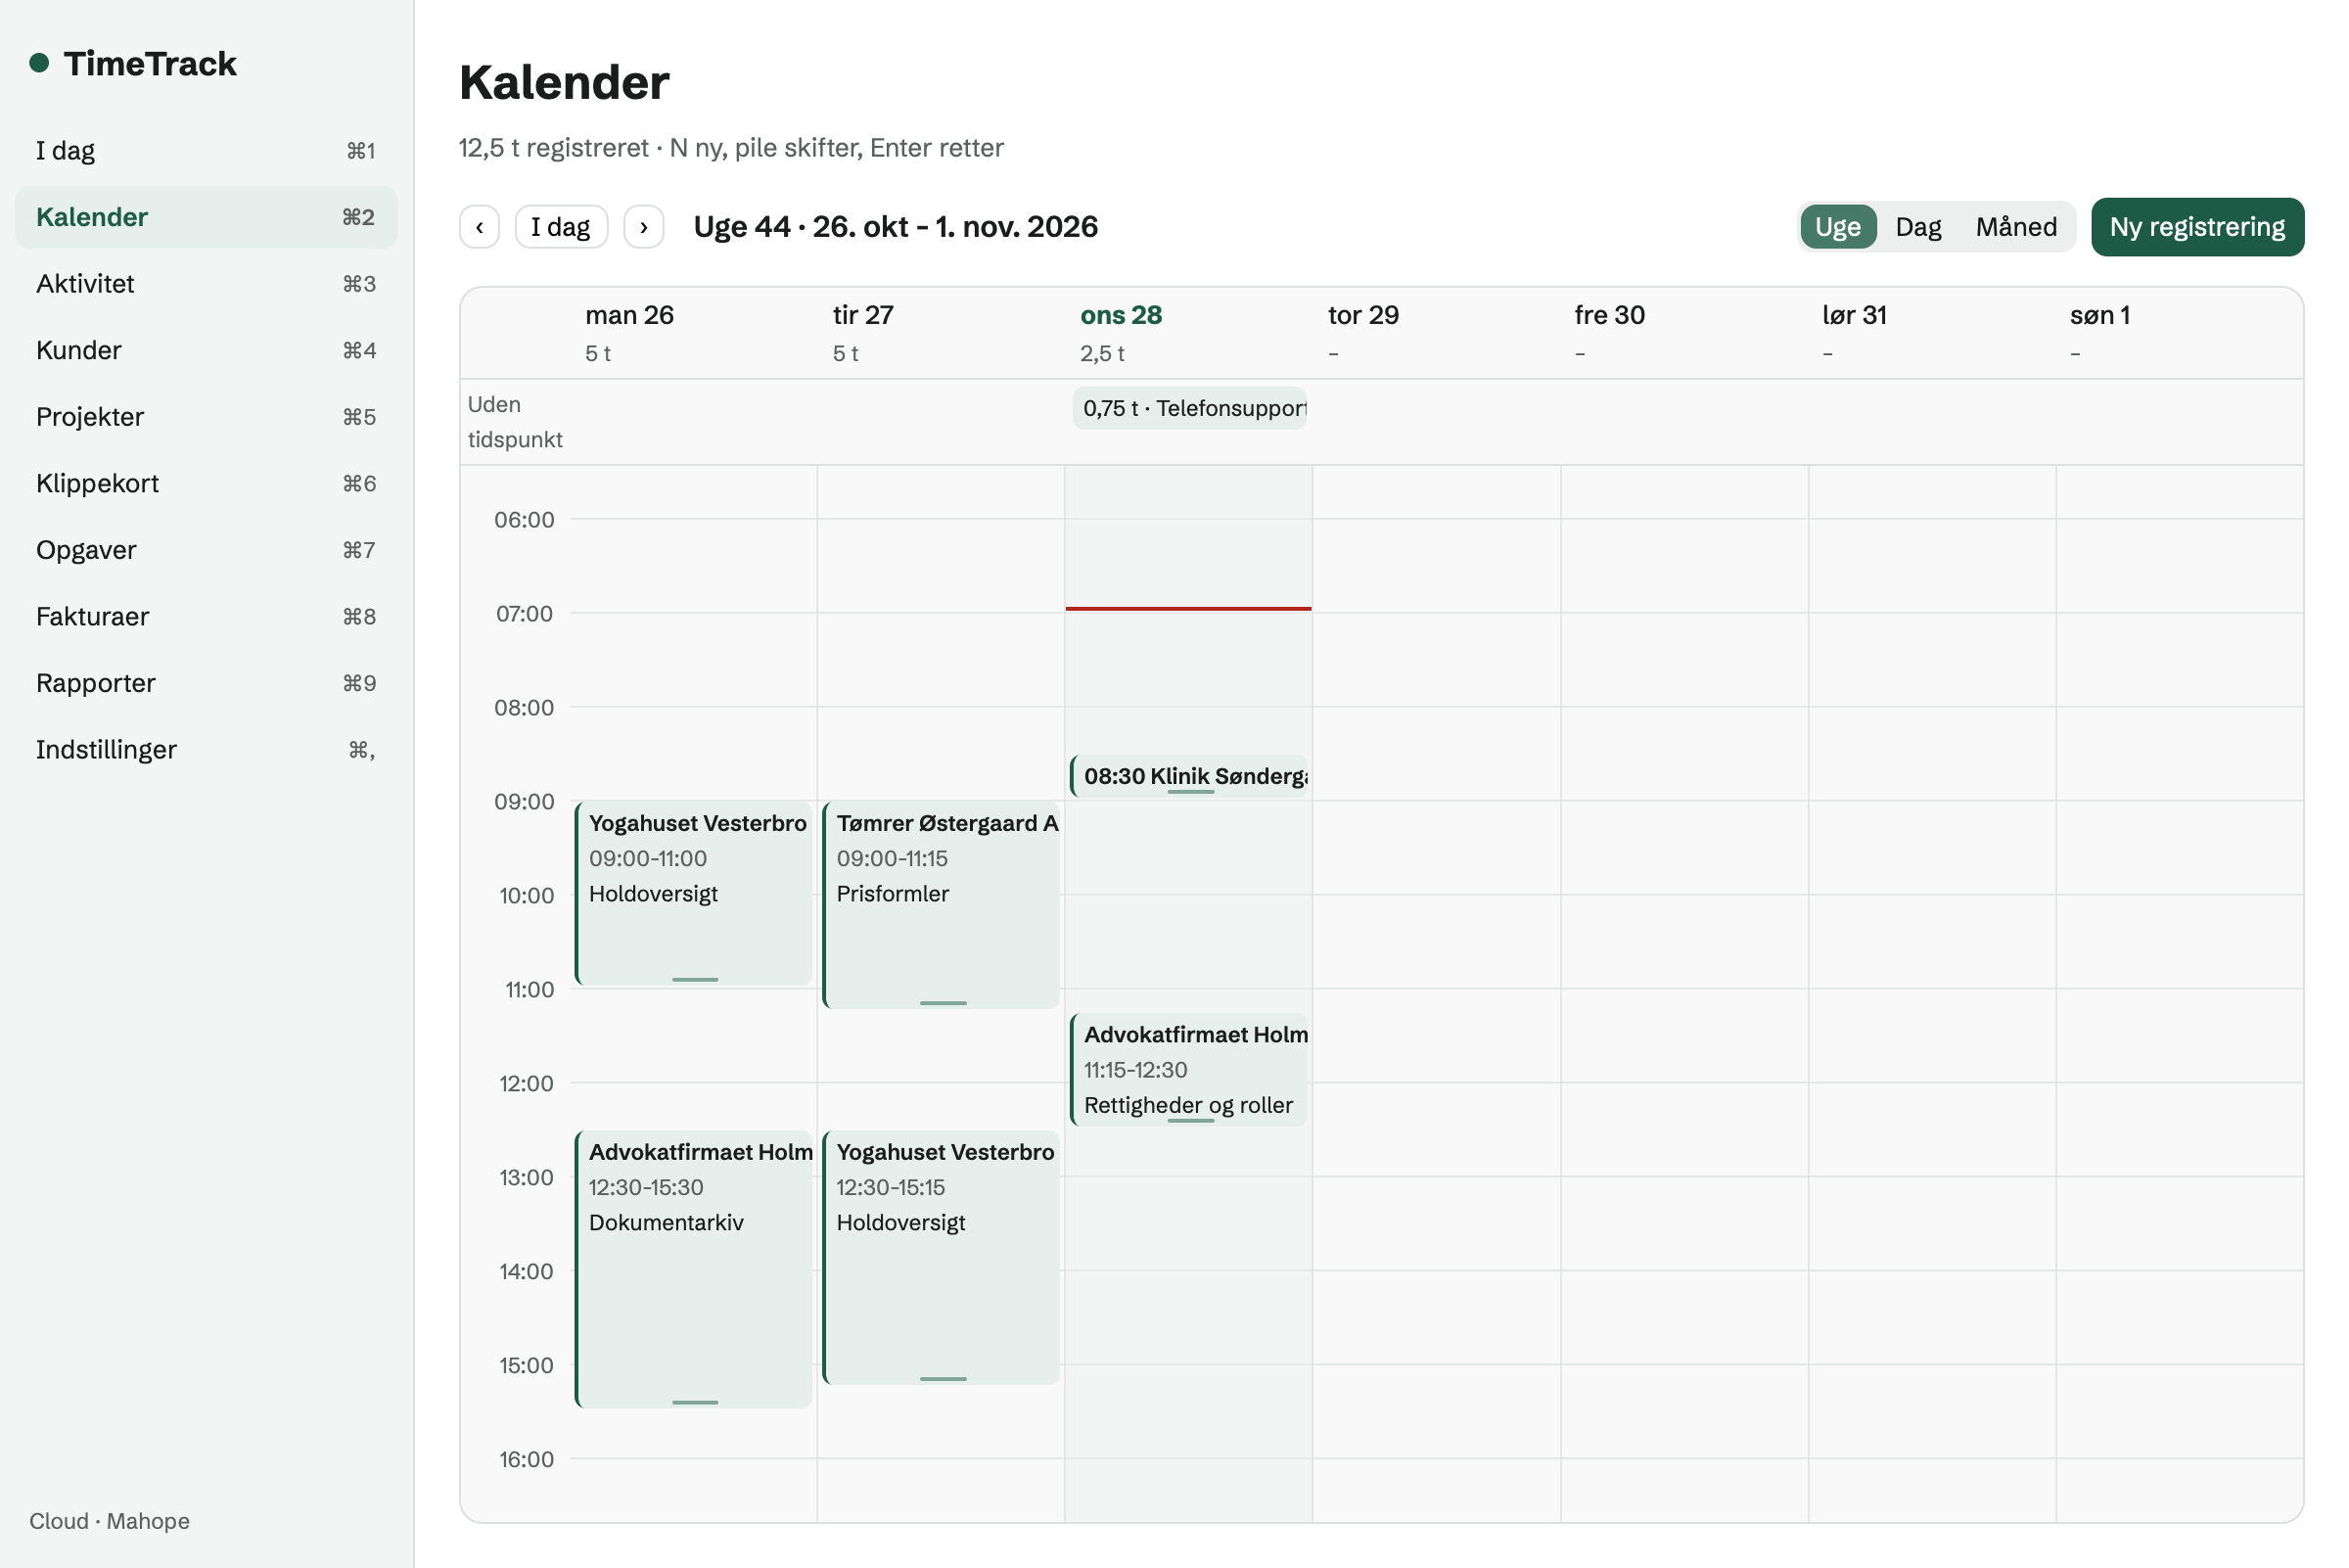 TimeTrack
I dag ⌘1
Kalender ⌘2
Aktivitet ⌘3
Kunder ⌘4
Projekter ⌘5
Klippekort ⌘6
Opgaver ⌘7
Fakturaer ⌘8
Rapporter ⌘9
Indstillinger ⌘,
Cloud · Mahope
Kalender
12,5 t registreret · N ny, pile skifter, Enter retter
‹ I dag › Uge 44 · 26. okt – 1. nov. 2026
Uge Dag Måned Ny registrering
man 26 tir 27 ons 28 tor 29 fre 30 lør 31 søn 1
5 t 5 t 2,5 t – – – –
Uden
tidspunkt
0,75 t · Telefonsupport
06:00
07:00
08:00
09:00
10:00
11:00
12:00
13:00
14:00
15:00
16:00
Yogahuset Vesterbro
09:00–11:00
Holdoversigt
Advokatfirmaet Holm
12:30–15:30
Dokumentarkiv
Tømrer Østergaard A
09:00–11:15
Prisformler
Yogahuset Vesterbro
12:30–15:15
Holdoversigt
08:30 Klinik Sønderga
Advokatfirmaet Holm
11:15–12:30
Rettigheder og roller